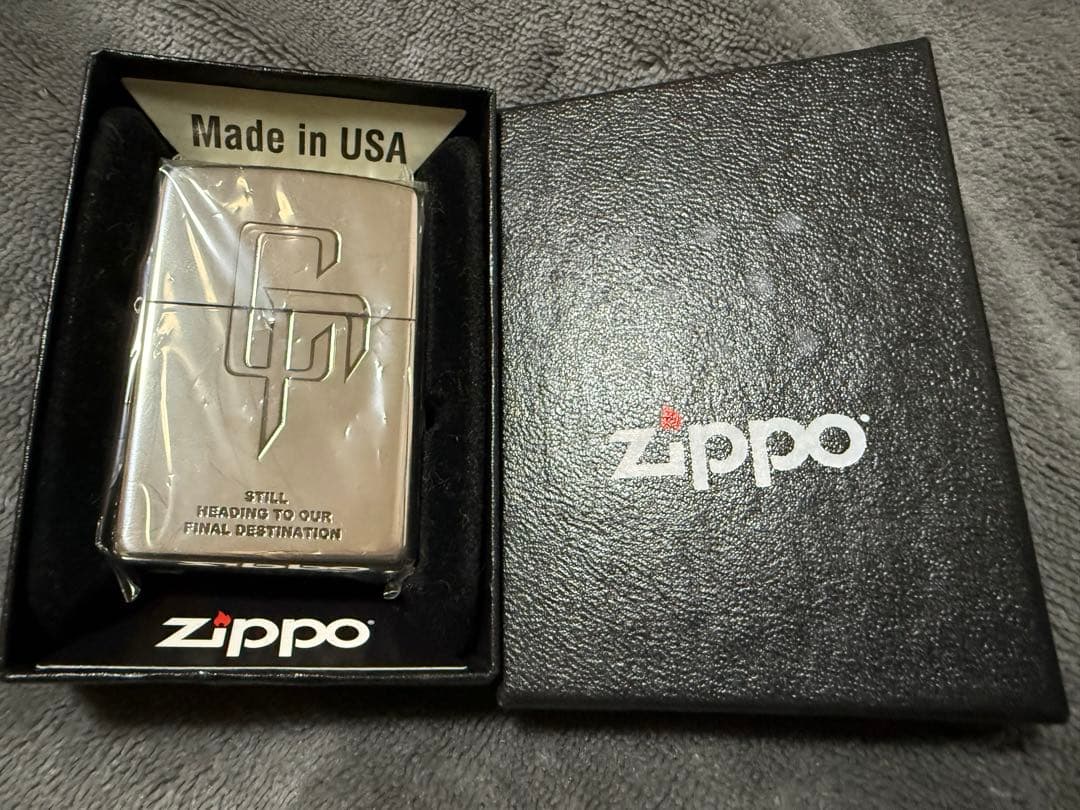 Made in USA
STILL
HEADING TO OUR
FINAL DESTINATION
zippo
zippo